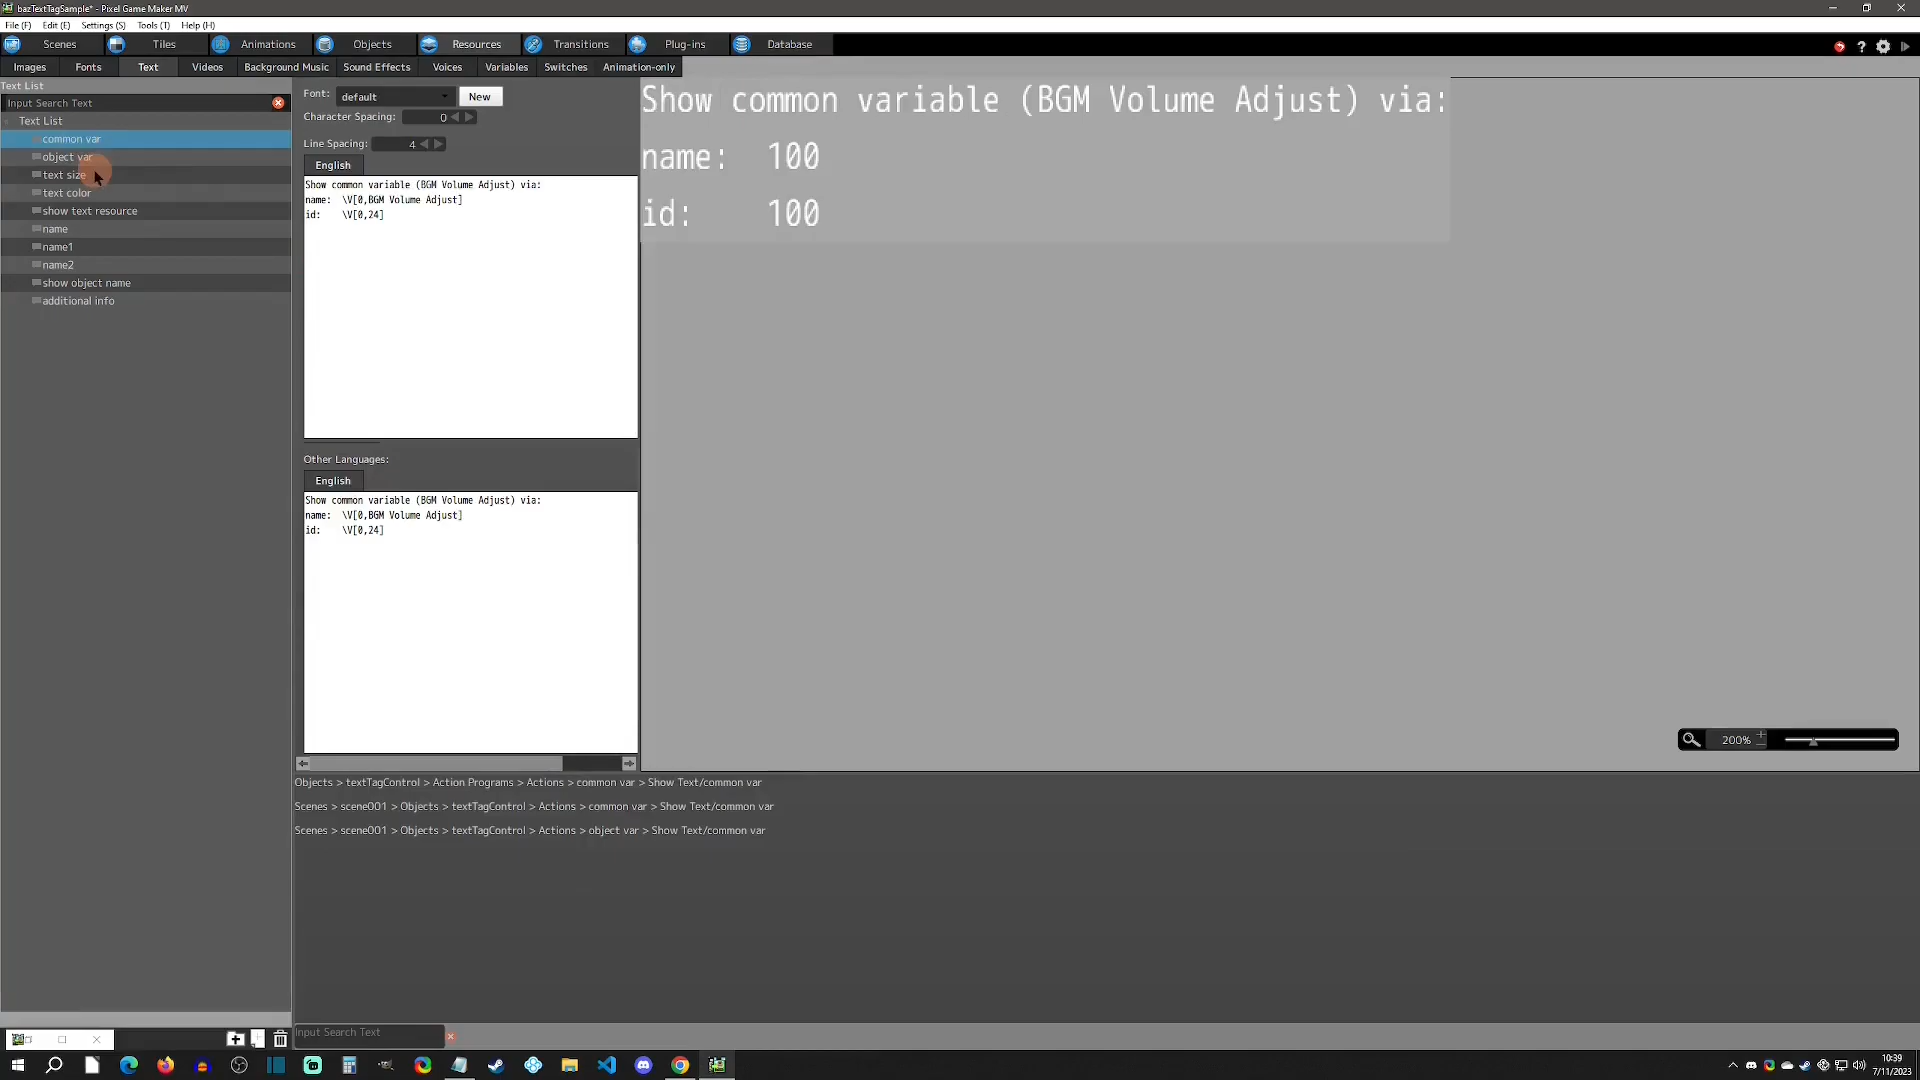 bazTextTagSample* - Pixel Game Maker MV
File (F) Edit (E) Settings (S) Tools (T) Help (H)
Scenes Tiles Animations Objects Resources Transitions Plug-ins Database
Images Fonts Text Videos Background Music Sound Effects Voices Variables Switches Animation-only
Text List
Input Search Text
Text List
common var
object var
text size
text color
show text resource
name
name1
name2
show object name
additional info
Font: default New
Character Spacing: 0
Line Spacing: 4
English
Show common variable (BGM Volume Adjust) via:
name: \V[0,BGM Volume Adjust]
id: \V[0,24]
Other Languages:
English
Show common variable (BGM Volume Adjust) via:
name: \V[0,BGM Volume Adjust]
id: \V[0,24]
Show common variable (BGM Volume Adjust) via:
name: 100
id: 100
200%
Objects > textTagControl > Action Programs > Actions > common var > Show Text/common var
Scenes > scene001 > Objects > textTagControl > Actions > common var > Show Text/common var
Scenes > scene001 > Objects > textTagControl > Actions > object var > Show Text/common var
Input Search Text
10:39
7/11/2023